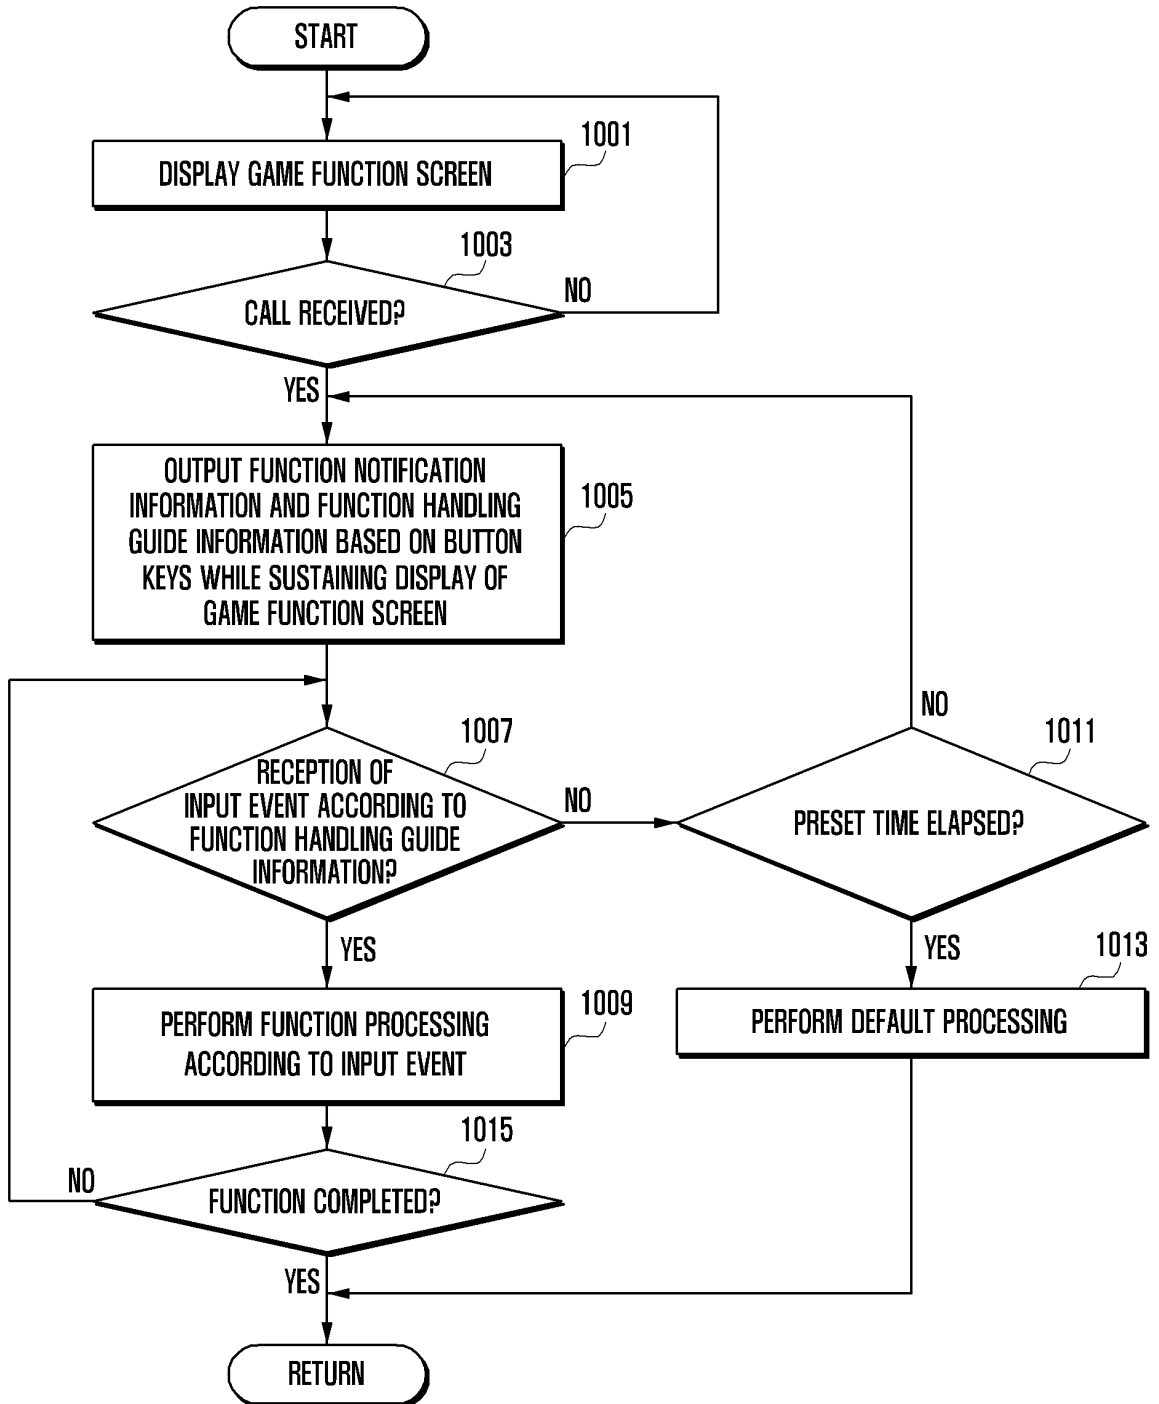 START
1001
DISPLAY GAME FUNCTION SCREEN
1003
CALL RECEIVED?
NO
YES
OUTPUT FUNCTION NOTIFICATION
INFORMATION AND FUNCTION HANDLING
GUIDE INFORMATION BASED ON BUTTON
KEYS WHILE SUSTAINING DISPLAY OF
GAME FUNCTION SCREEN
1005
1007
RECEPTION OF
INPUT EVENT ACCORDING TO
FUNCTION HANDLING GUIDE
INFORMATION?
NO
NO
1011
PRESET TIME ELAPSED?
YES
YES
1013
PERFORM DEFAULT PROCESSING
PERFORM FUNCTION PROCESSING
ACCORDING TO INPUT EVENT
1009
1015
FUNCTION COMPLETED?
NO
YES
RETURN